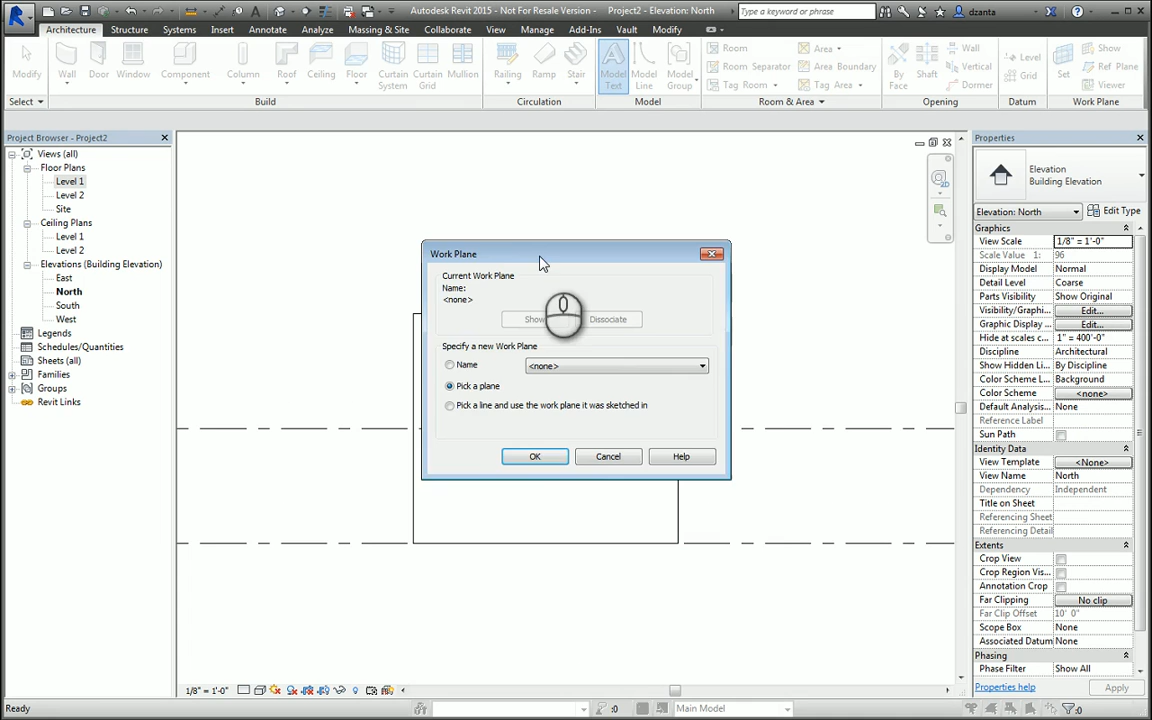 Autodesk Revit 2015 - Not For Resale Version - Project2 - Elevation: North
Type a keyword or phrase
dzanta
Architecture Structure Systems Insert Annotate Analyze Massing & Site Collaborate View Manage Add-Ins Vault Modify
Modify
Wall
Door
Window
Component
Column
Roof
Ceiling
Floor
Curtain System
Curtain Grid
Mullion
Railing
Ramp
Stair
Model Text
Model Line
Model Group
Room
Room Separator
Tag Room
Area
Area Boundary
Tag Area
By Face
Shaft
Wall
Vertical
Dormer
Level
Grid
Set
Show
Ref Plane
Viewer
Select
Build
Circulation
Model
Room & Area
Opening
Datum
Work Plane
Project Browser - Project2
Views (all)
Floor Plans
Level 1
Level 2
Site
Ceiling Plans
Level 1
Level 2
Elevations (Building Elevation)
East
North
South
West
Legends
Schedules/Quantities
Sheets (all)
Families
Groups
Revit Links
Work Plane
Current Work Plane
Name:
<none>
Show
Dissociate
Specify a new Work Plane
Name
<none>
Pick a plane
Pick a line and use the work plane it was sketched in
OK
Cancel
Help
2D
Properties
Elevation
Building Elevation
Elevation: North
Edit Type
Graphics
View Scale 1/8" = 1'-0"
Scale Value 1: 96
Display Model Normal
Detail Level Coarse
Parts Visibility Show Original
Visibility/Graphi... Edit...
Graphic Display ... Edit...
Hide at scales c... 1" = 400'-0"
Discipline Architectural
Show Hidden Li... By Discipline
Color Scheme L... Background
Color Scheme <none>
Default Analysis... None
Reference Label
Sun Path
Identity Data
View Template <None>
View Name North
Dependency Independent
Title on Sheet
Referencing Sheet
Referencing Detail
Extents
Crop View
Crop Region Vis...
Annotation Crop
Far Clipping No clip
Far Clip Offset 10' 0"
Scope Box None
Associated Datum None
Phasing
Phase Filter Show All
Properties help
Apply
1/8" = 1'-0"
Ready
:0
Main Model
:0